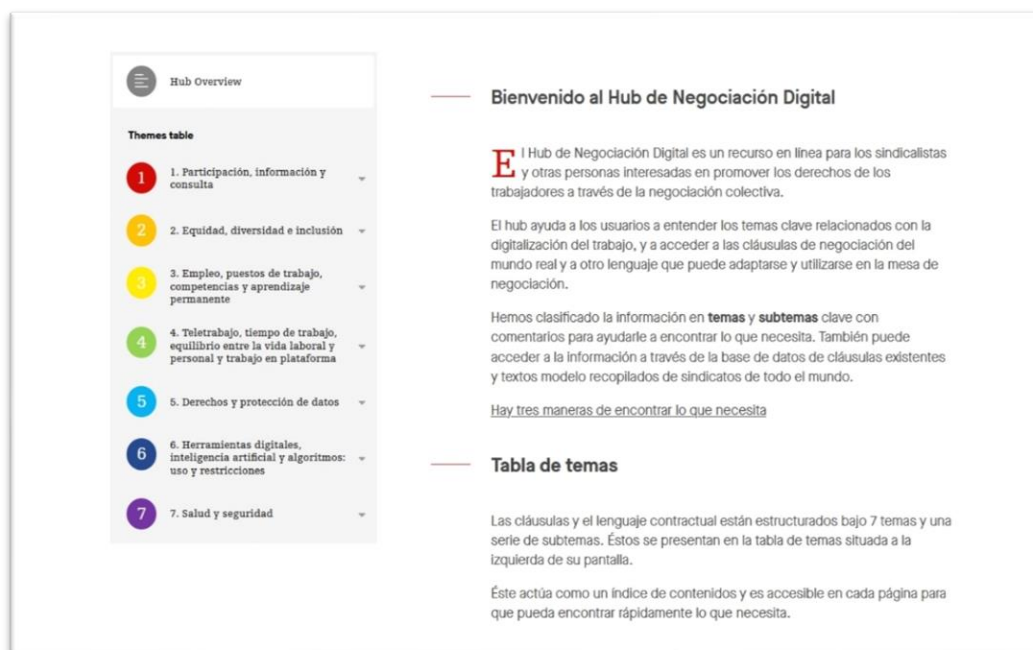 Hub Overview
Themes table
1
1. Participación, información y
consulta
2
2. Equidad, diversidad e inclusión
3
3. Empleo, puestos de trabajo,
competencias y aprendizaje
permanente
4
4. Teletrabajo, tiempo de trabajo,
equilibrio entre la vida laboral y
personal y trabajo en plataforma
5
5. Derechos y protección de datos
6
6. Herramientas digitales,
inteligencia artificial y algoritmos:
uso y restricciones
7
7. Salud y seguridad
Bienvenido al Hub de Negociación Digital
El Hub de Negociación Digital es un recurso en línea para los sindicalistas
y otras personas interesadas en promover los derechos de los
trabajadores a través de la negociación colectiva.
El hub ayuda a los usuarios a entender los temas clave relacionados con la
digitalización del trabajo, y a acceder a las cláusulas de negociación del
mundo real y a otro lenguaje que puede adaptarse y utilizarse en la mesa de
negociación.
Hemos clasificado la información en temas y subtemas clave con
comentarios para ayudarle a encontrar lo que necesita. También puede
acceder a la información a través de la base de datos de cláusulas existentes
y textos modelo recopilados de sindicatos de todo el mundo.
Hay tres maneras de encontrar lo que necesita
Tabla de temas
Las cláusulas y el lenguaje contractual están estructurados bajo 7 temas y una
serie de subtemas. Éstos se presentan en la tabla de temas situada a la
izquierda de su pantalla.
Éste actúa como un índice de contenidos y es accesible en cada página para
que pueda encontrar rápidamente lo que necesita.